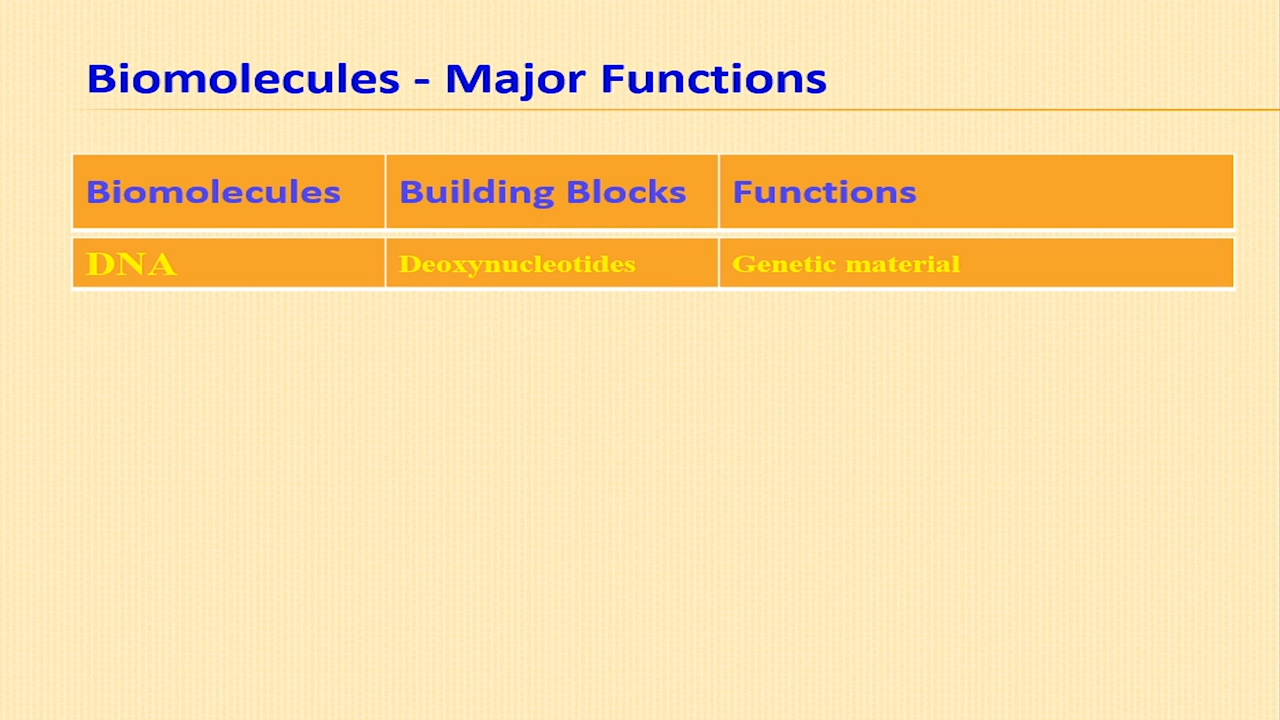 Biomolecules - Major Functions
Biomolecules Building Blocks Functions
DNA Deoxynucleotides Genetic material